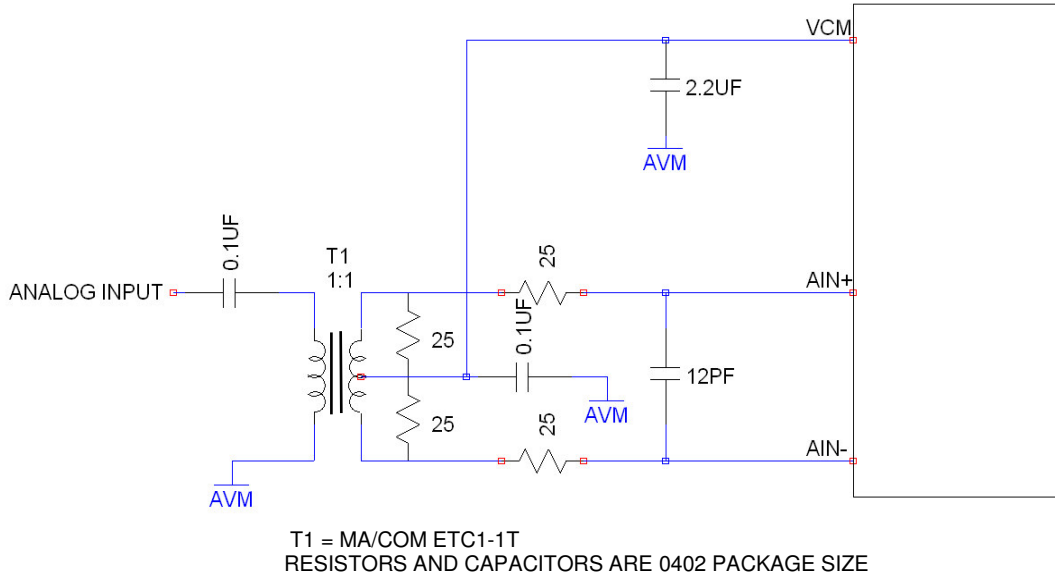 VCM
2.2UF
AVM
0.1UF
T1
1:1
25
ANALOG INPUT
AIN+
0.1UF
25
12PF
AVM
25
25
AIN-
AVM
T1 = MA/COM ETC1-1T
RESISTORS AND CAPACITORS ARE 0402 PACKAGE SIZE